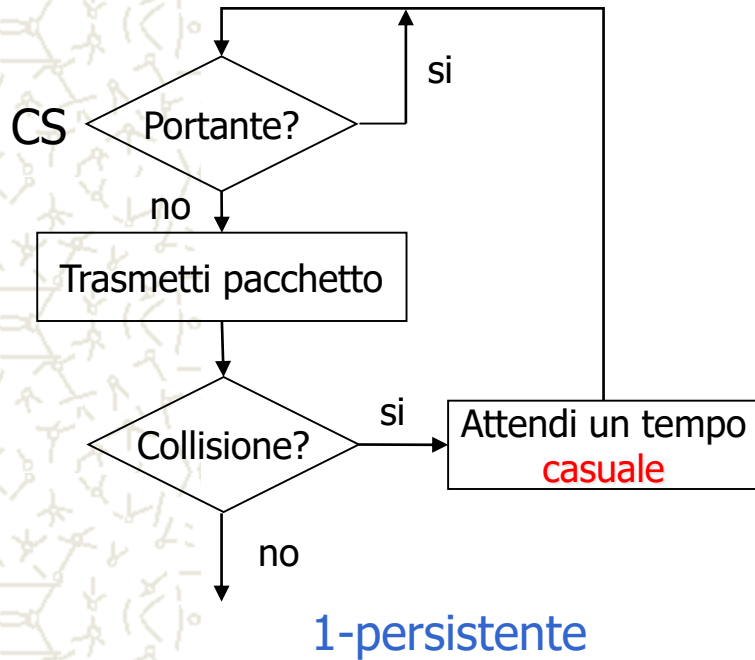 si
CS
Portante?
no
Trasmetti pacchetto
si
Collisione?
Attendi un tempo
casuale
no
1-persistente